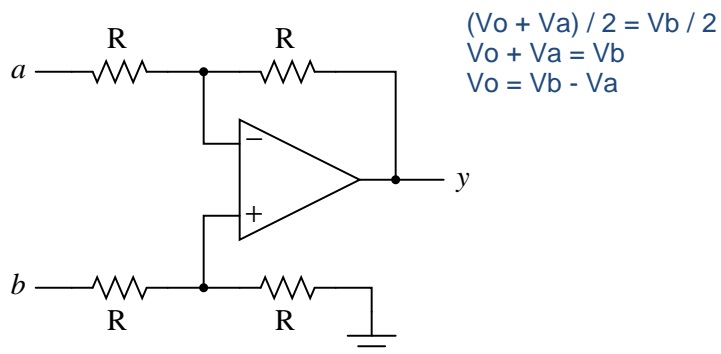 (Vo + Va) / 2 = Vb / 2
Vo + Va = Vb
Vo = Vb - Va
R R
a
−
y
+
b
R R